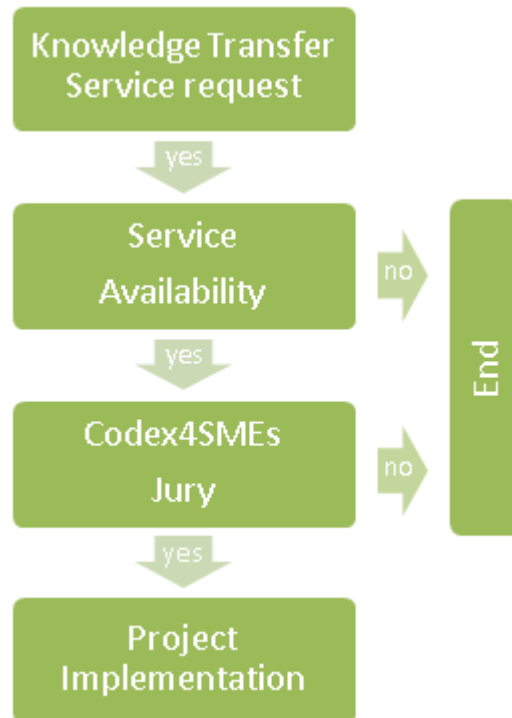 Knowledge Transfer
Service request
yes
Service
Availability
no
yes
Codex4SMEs
Jury
no
yes
Project
Implementation
End